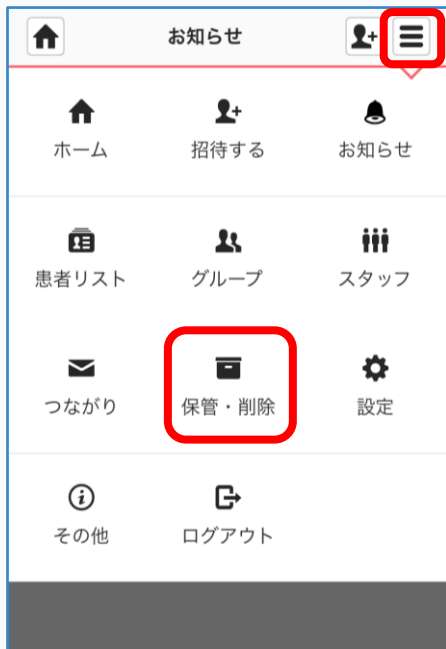 お知らせ
ホーム 招待する お知らせ
患者リスト グループ スタッフ
つながり 保管・削除 設定
その他 ログアウト